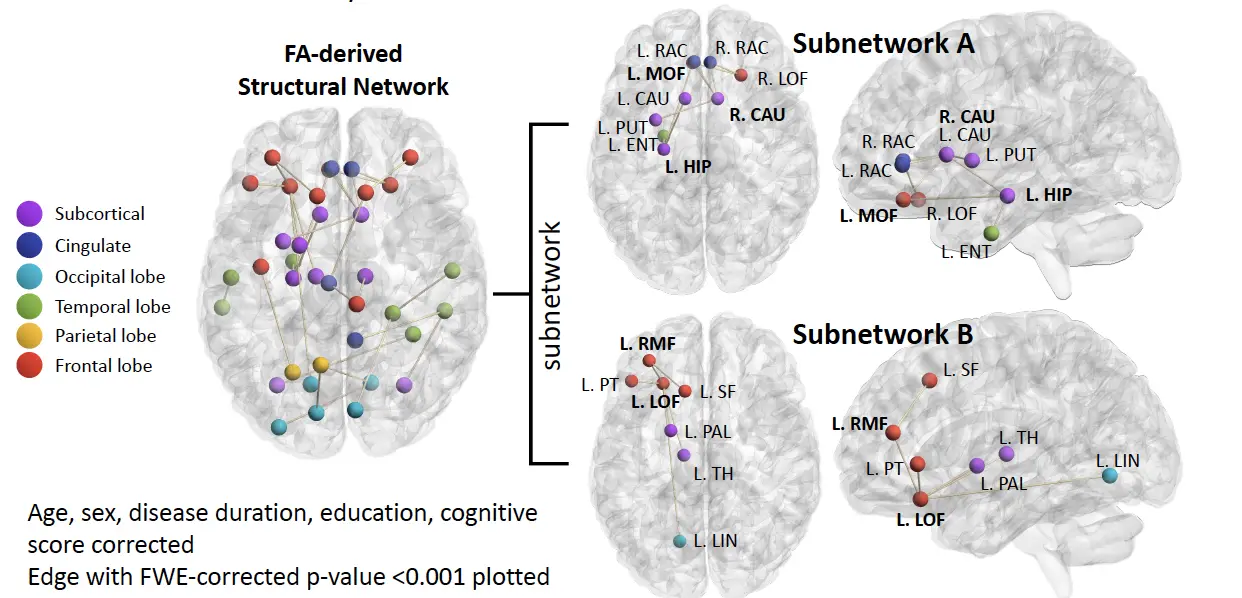 FA-derived
Structural Network
Subcortical
Cingulate
Occipital lobe
Temporal lobe
Parietal lobe
Frontal lobe
Age, sex, disease duration, education, cognitive
score corrected
Edge with FWE-corrected p-value <0.001 plotted
subnetwork
Subnetwork A
L. RAC
R. RAC
L. MOF
R. LOF
L. CAU
R. CAU
L. PUT
L. ENT
L. HIP
R. CAU
R. RAC
L. CAU
L. PUT
L. RAC
L. HIP
L. MOF
R. LOF
L. ENT
Subnetwork B
L. RMF
L. PT
L. SF
L. LOF
L. PAL
L. TH
L. LIN
L. SF
L. RMF
L. TH
L. PT
L. LIN
L. PAL
L. LOF